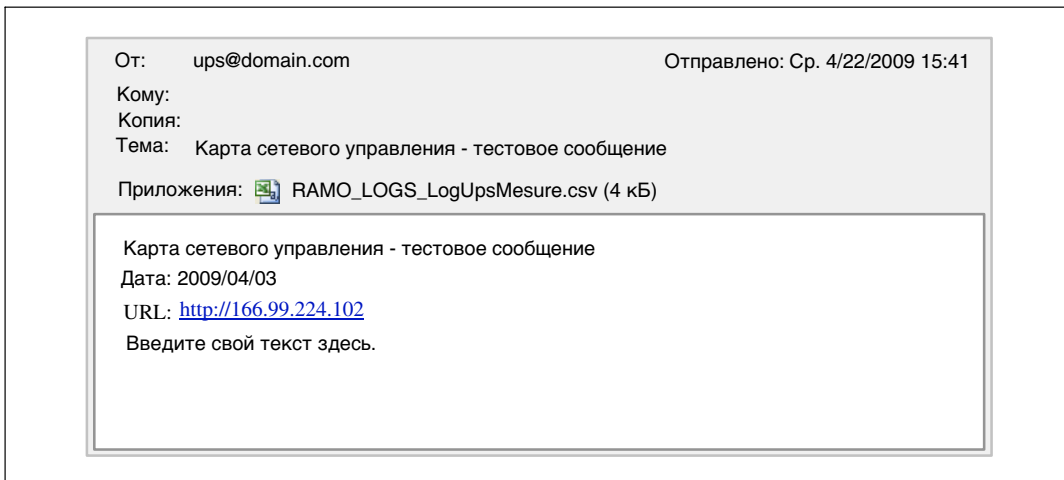 От: ups@domain.com Отправлено: Ср. 4/22/2009 15:41
Кому:
Копия:
Тема: Карта сетевого управления - тестовое сообщение
Приложения: RAMO_LOGS_LogUpsMesure.csv (4 кБ)
Карта сетевого управления - тестовое сообщение
Дата: 2009/04/03
URL: http://166.99.224.102
Введите свой текст здесь.